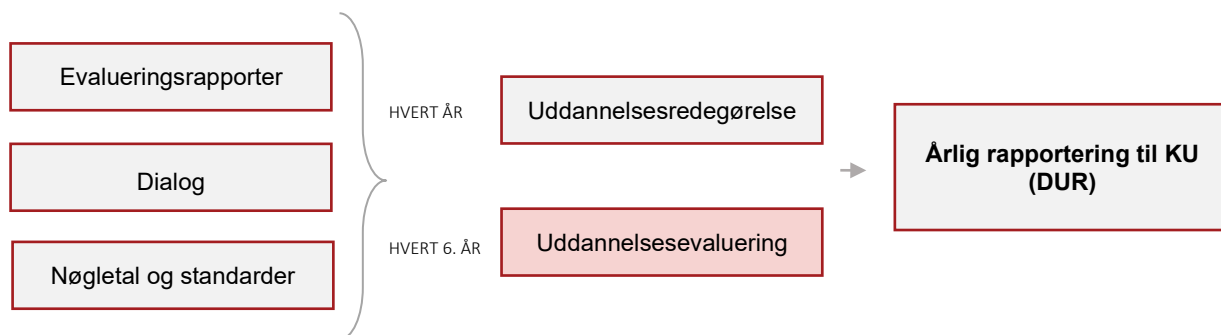 Evalueringsrapporter
Dialog
Nøgletal og standarder
HVERT ÅR
Uddannelsesredegørelse
HVERT 6. ÅR
Uddannelsesevaluering
Årlig rapportering til KU
(DUR)